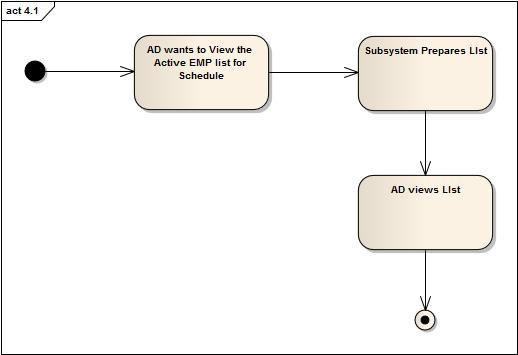 act 4.1
AD wants to View the
Active EMP list for
Schedule
Subsystem Prepares LIst
AD views LIst